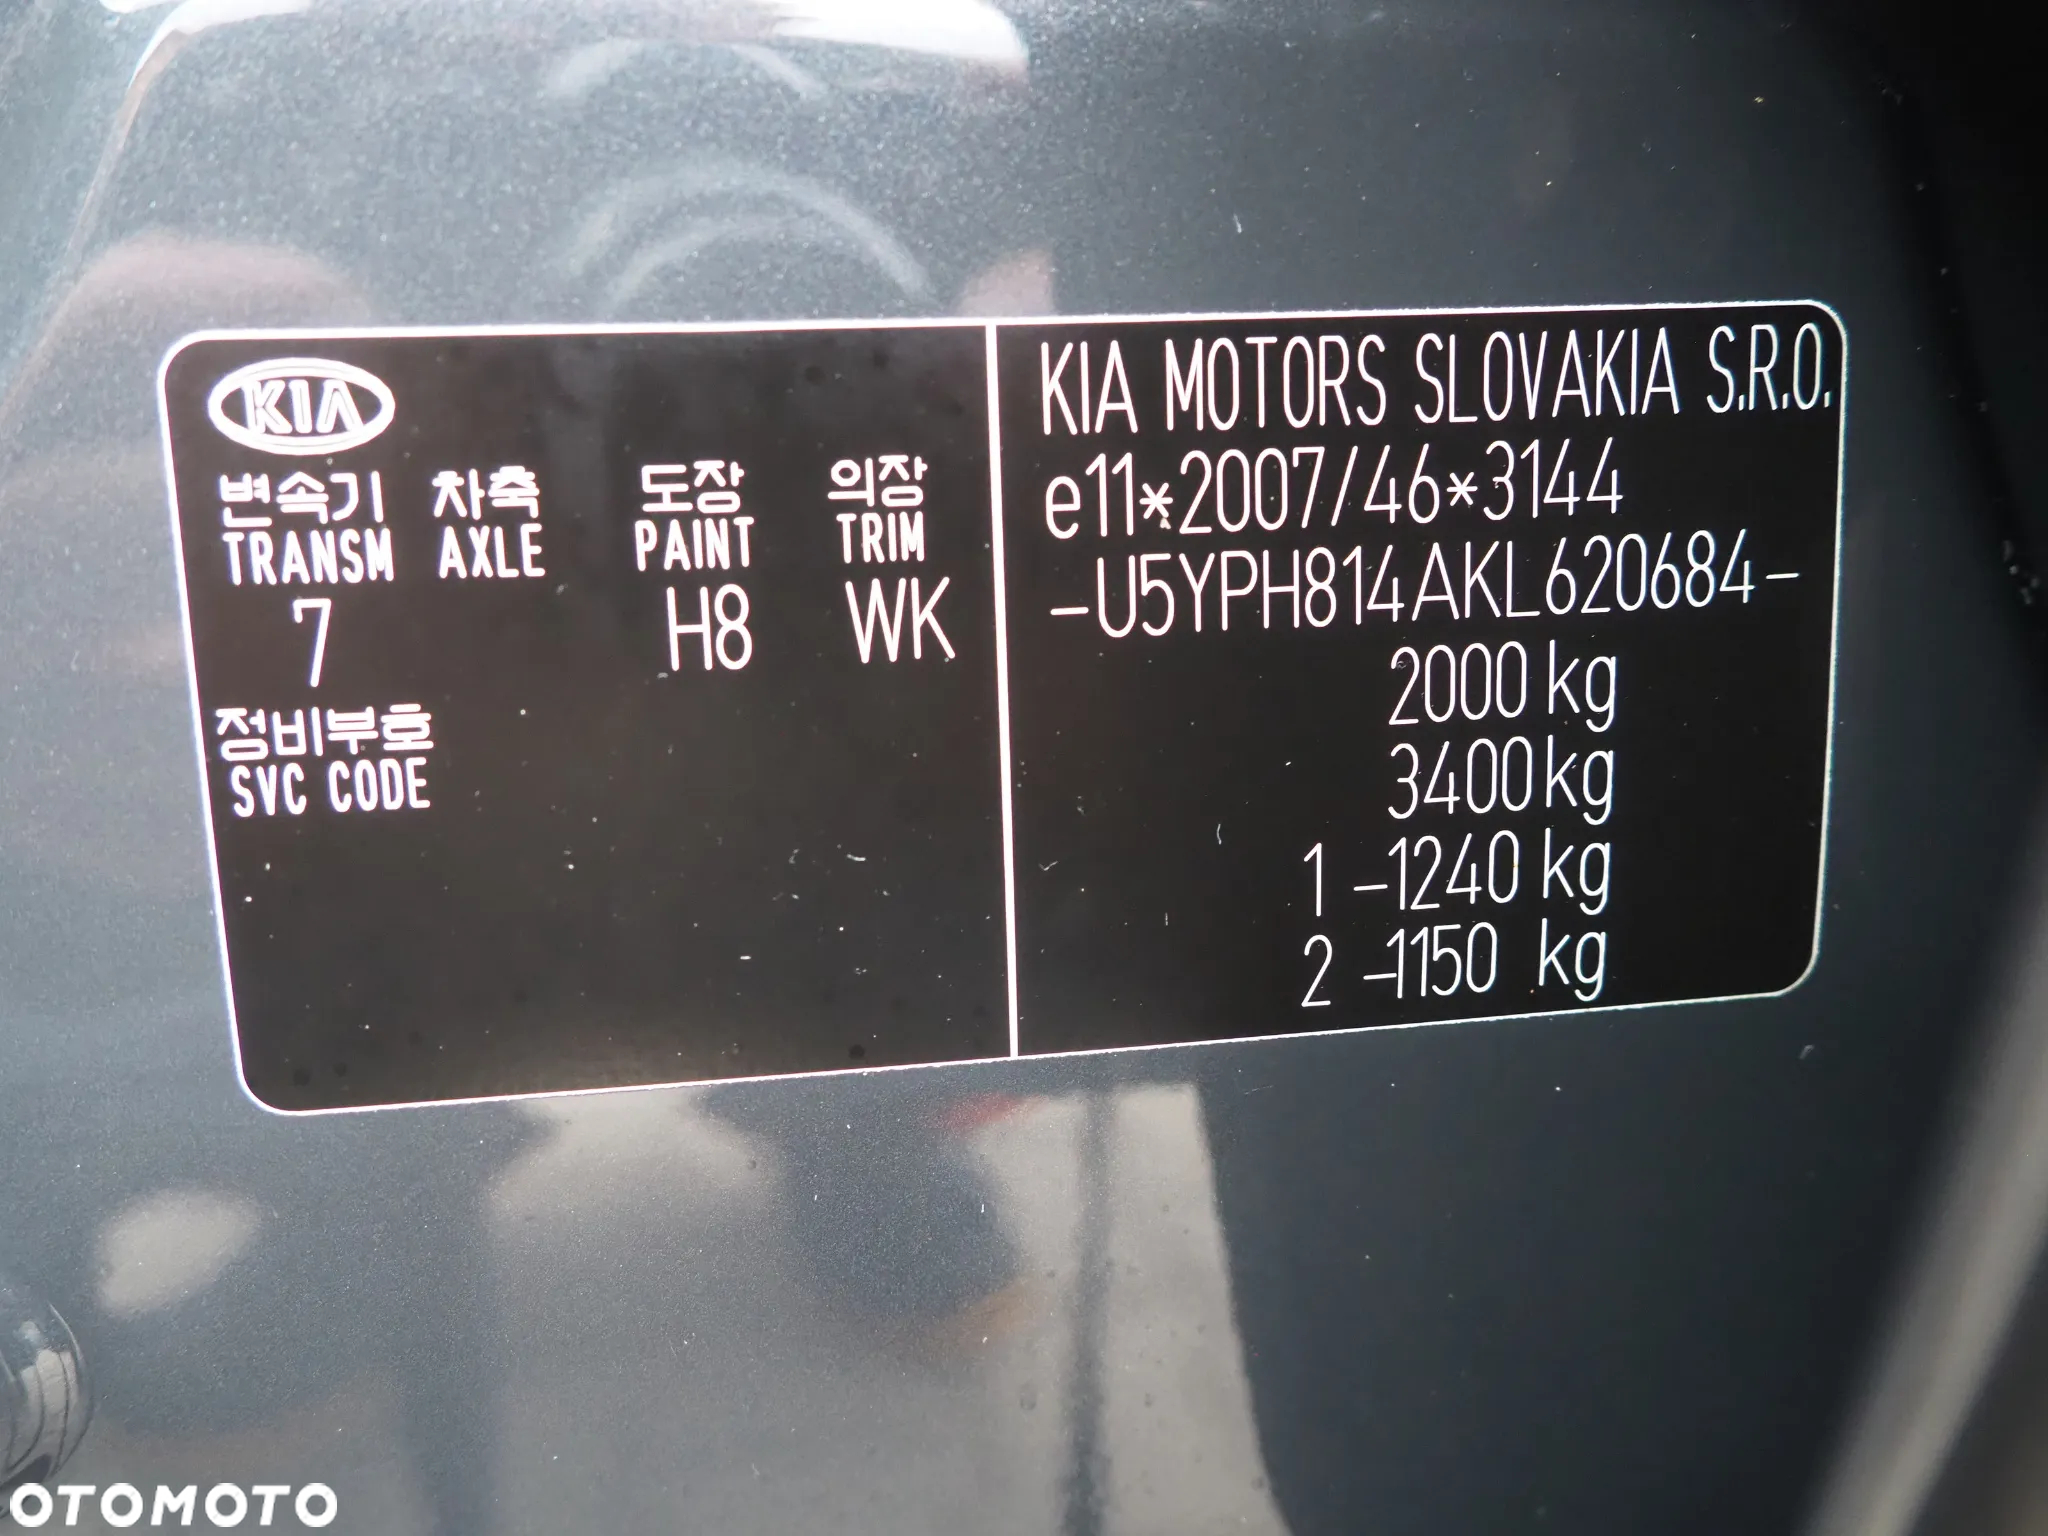 KIA
변속기 차축 도장 의장
TRANSM AXLE PAINT TRIM
7 H8 WK
정비부호
SVC CODE
KIA MOTORS SLOVAKIA S.R.O.
e11*2007/46*3144
-U5YPH814AKL620684-
2000 kg
3400 kg
1 -1240 kg
2 -1150 kg
OTOMOTO